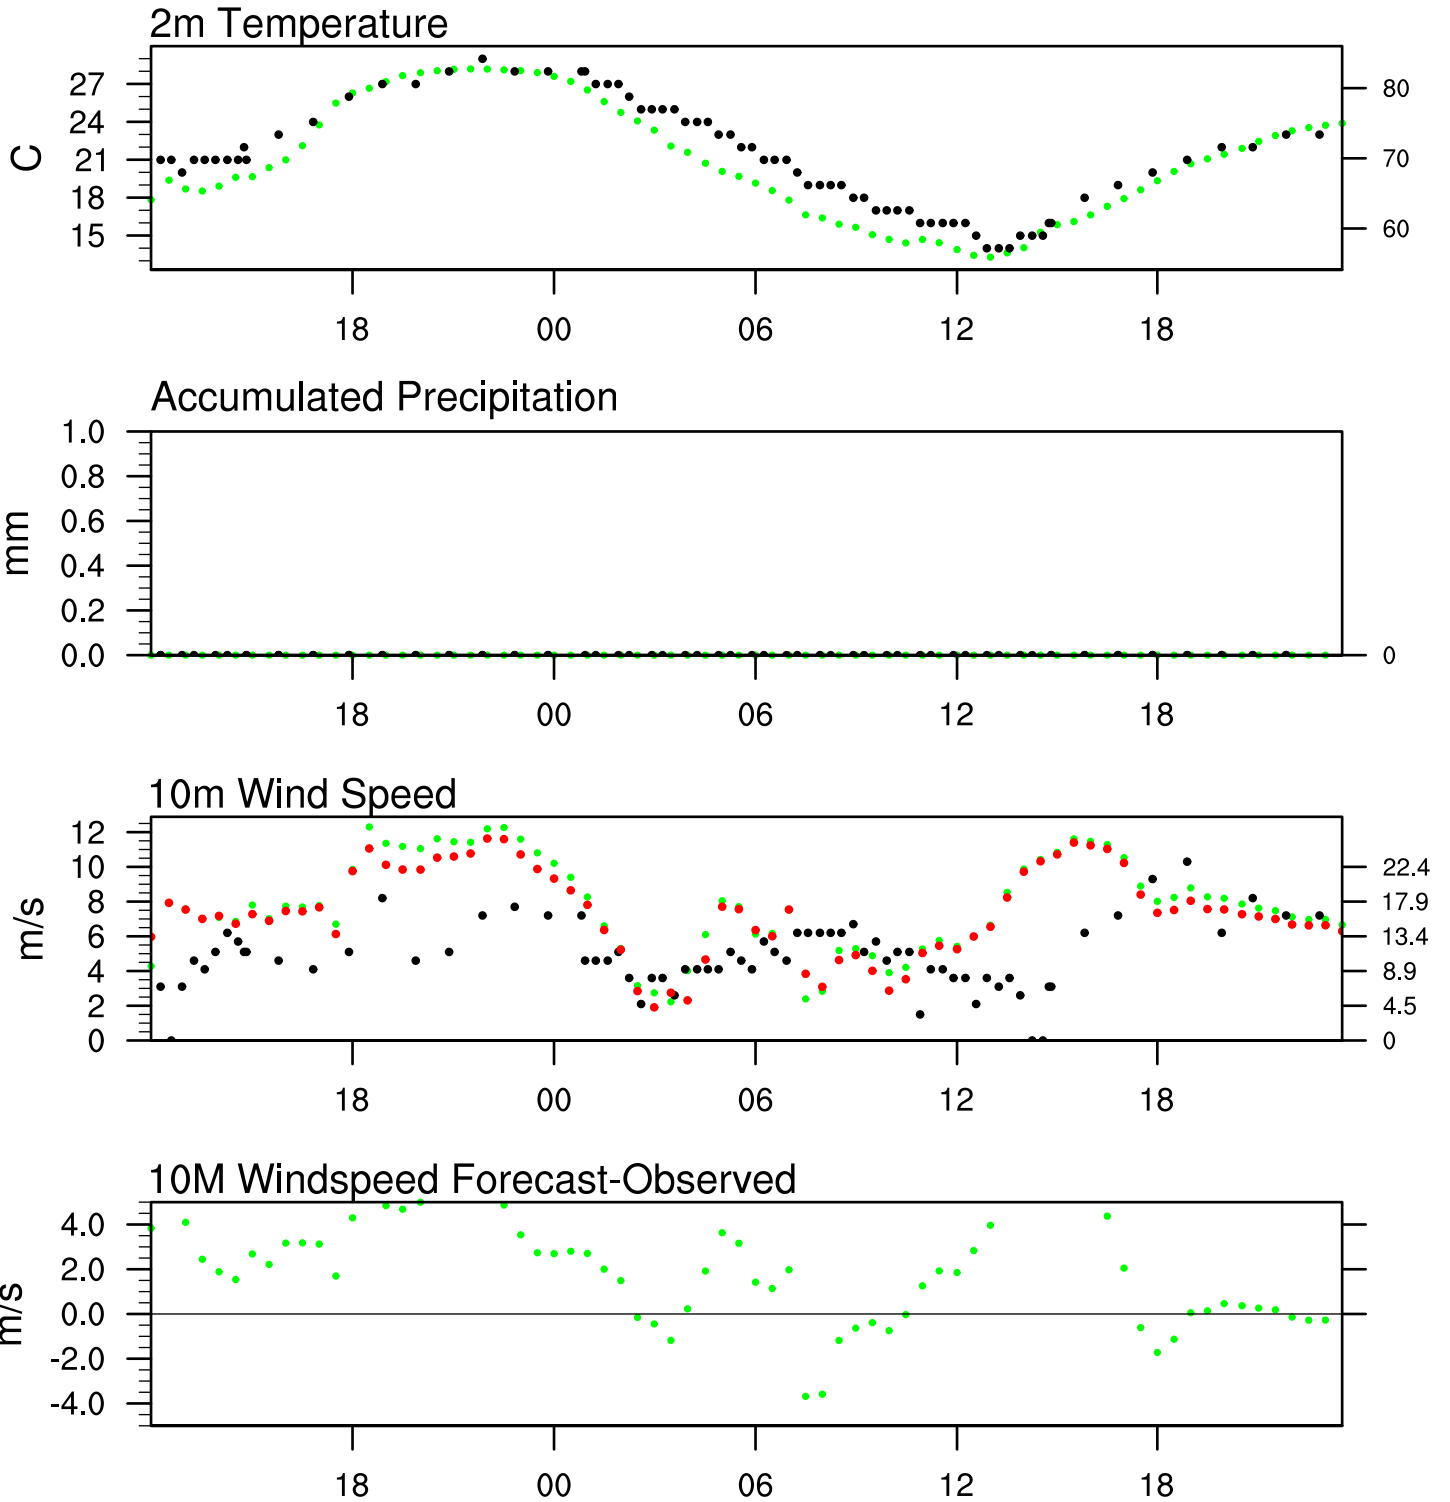 2m Temperature
27
24
21
18
15
C
80
70
60
18 00 06 12 18
Accumulated Precipitation
1.0
0.8
0.6
0.4
0.2
0.0
mm
0
18 00 06 12 18
10m Wind Speed
12
10
8
6
4
2
0
m/s
22.4
17.9
13.4
8.9
4.5
0
18 00 06 12 18
10M Windspeed Forecast-Observed
4.0
2.0
0.0
-2.0
-4.0
m/s
18 00 06 12 18